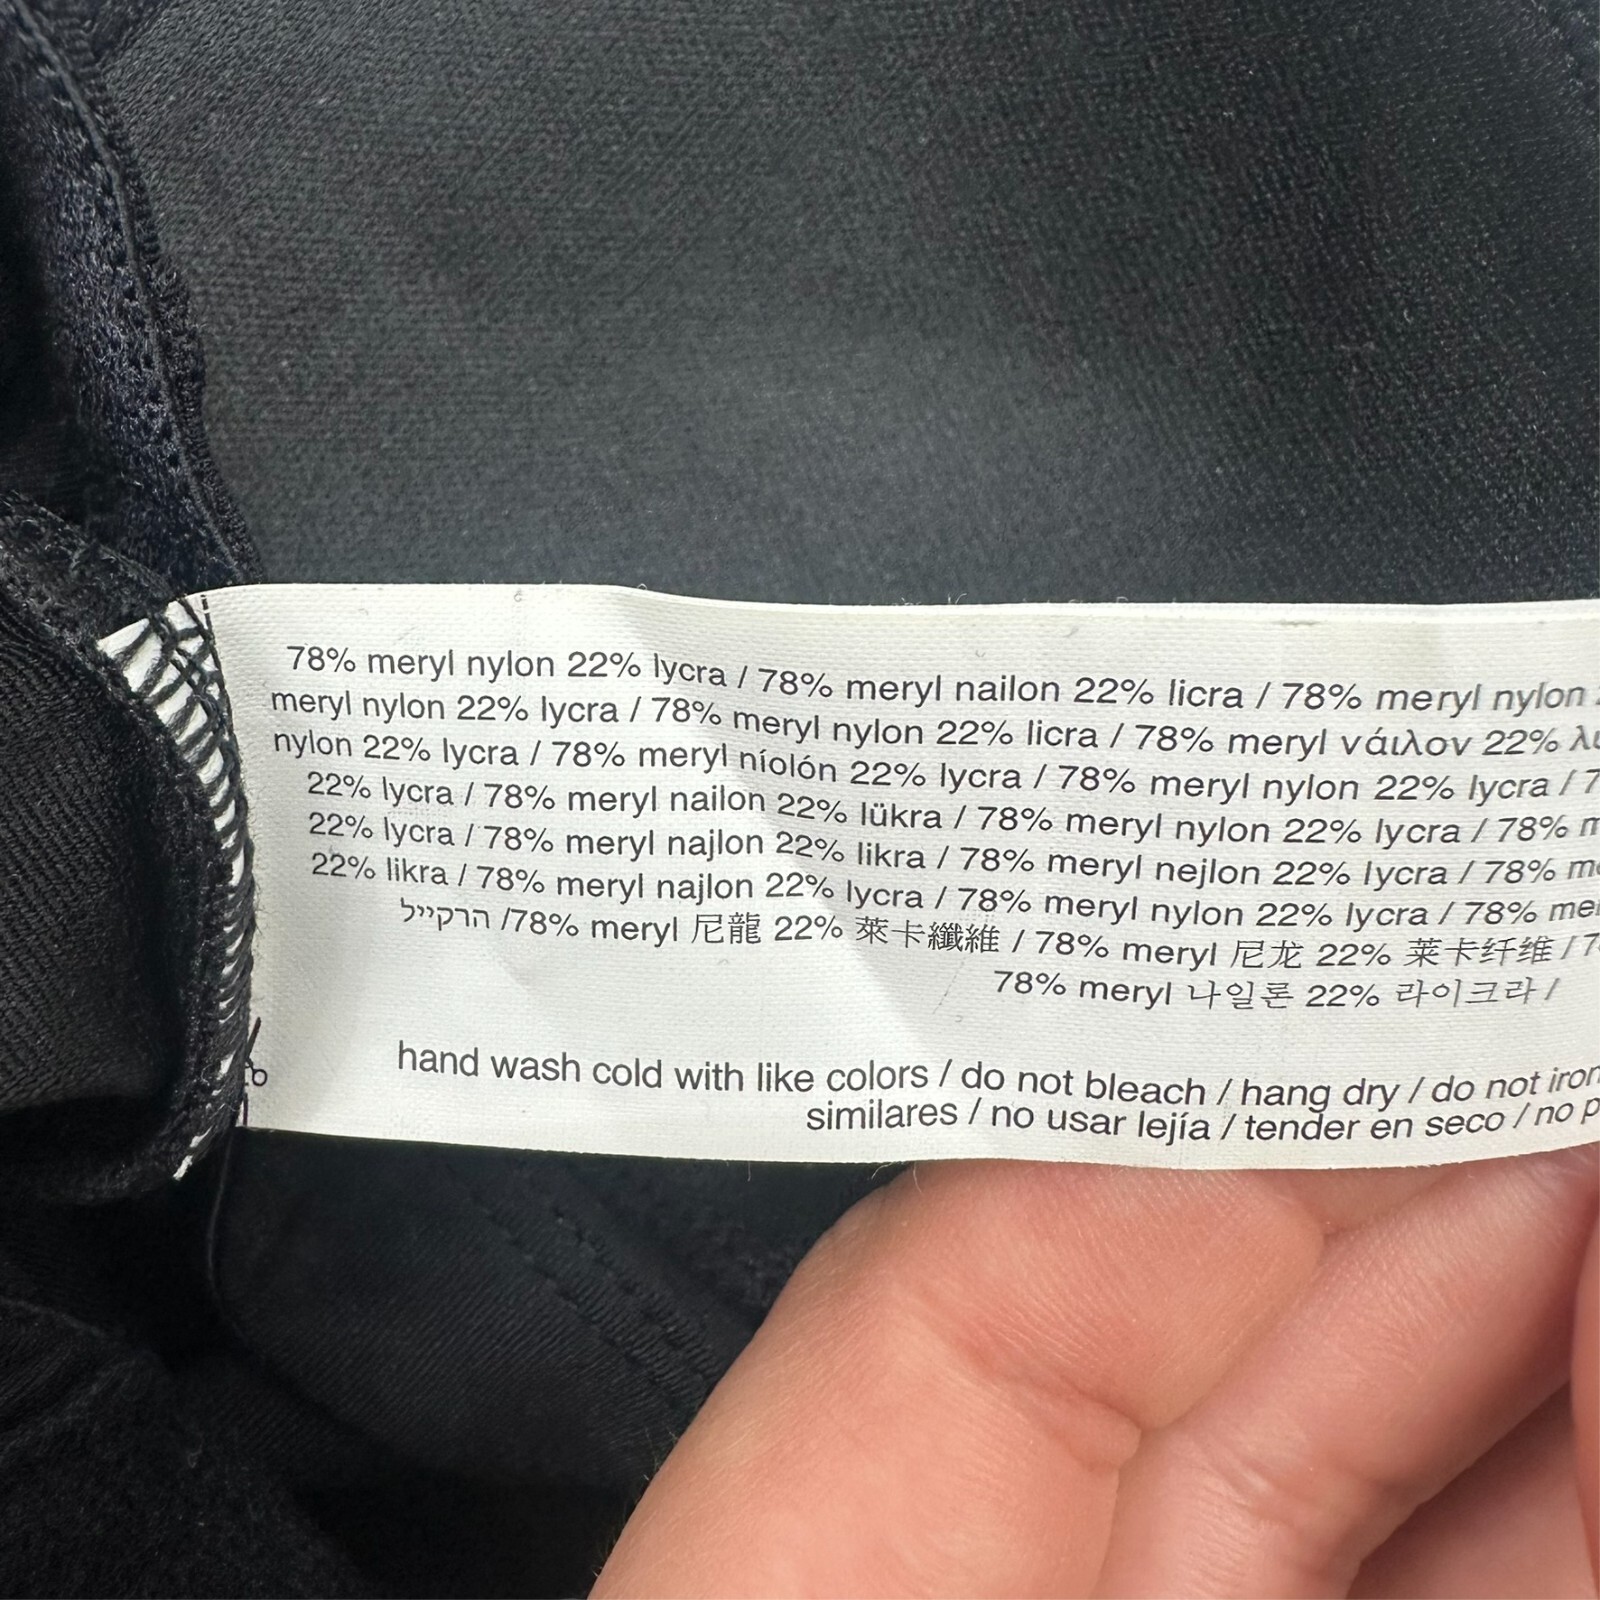 78% meryl nylon 22% lycra / 78% meryl nailon 22% licra / 78% meryl nylon
meryl nylon 22% lycra / 78% meryl nylon 22% licra / 78% meryl νάιλον 22%
nylon 22% lycra / 78% meryl níolón 22% lycra / 78% meryl nylon 22% lycra /
22% lycra / 78% meryl nailon 22% lükra / 78% meryl nylon 22% lycra / 78%
22% lycra / 78% meryl najlon 22% likra / 78% meryl nejlon 22% lycra / 78%
22% likra / 78% meryl najlon 22% lycra / 78% meryl nylon 22% lycra / 78%
הרקייל /78% meryl 尼龍 22% 萊卡纖維 / 78% meryl 尼龙 22% 莱卡纤维 /
78% meryl 나일론 22% 라이크라 /
hand wash cold with like colors / do not bleach / hang dry / do not iron
similares / no usar lejía / tender en seco / no